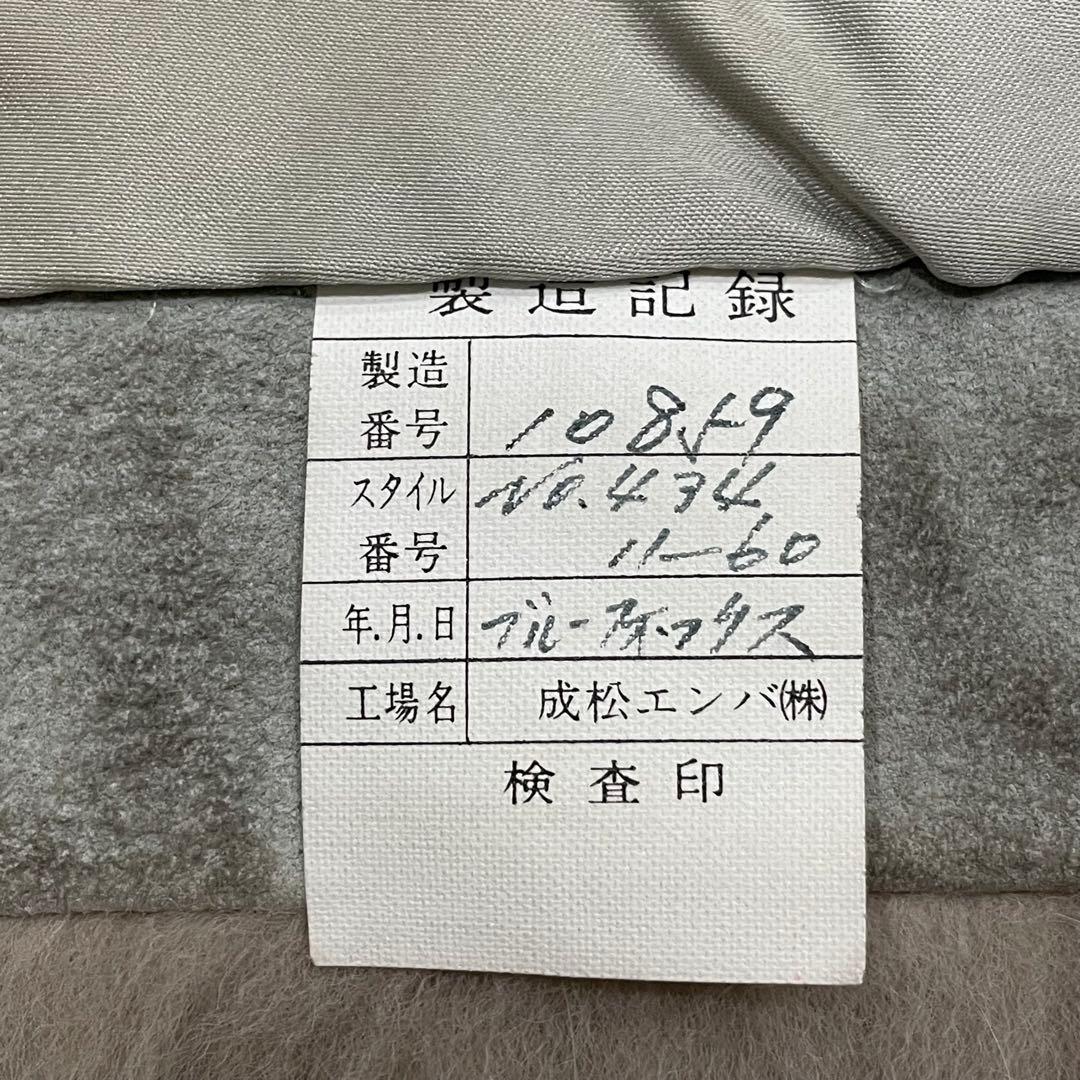 製造記録
製造番号 10859
スタイル番号 No.434
11-60
年.月.日 ブルーフォックス
工場名 成松エンバ㈱
検査印